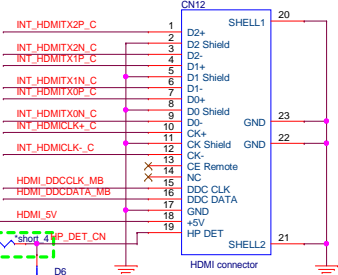 CN12
SHELL1 20
INT_HDMITX2P_C 1 D2+
2 D2 Shield
INT_HDMITX2N_C 3 D2-
INT_HDMITX1P_C 4 D1+
5 D1 Shield
INT_HDMITX1N_C 6 D1-
INT_HDMITX0P_C 7 D0+
8 D0 Shield
INT_HDMITX0N_C 9 D0- GND 23
INT_HDMICLK+_C 10 CK+
11 CK Shield GND 22
INT_HDMICLK-_C 12 CK-
13 CE Remote
14 NC
HDMI_DDCCLK_MB 15 DDC CLK
HDMI_DDCDATA_MB 16 DDC DATA
17 GND
HDMI_5V 18 +5V
*short_4 HP_DET_CN 19 HP DET
SHELL2 21
HDMI connector
D6